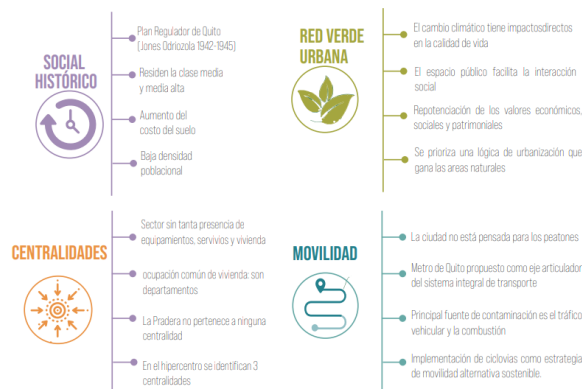 SOCIAL
HISTÓRICO
Plan Regulador de Quito
(Jones Odriozola 1942-1945)
Residen la clase media
y media alta
Aumento del
costo del suelo
Baja densidad
poblacional
RED VERDE
URBANA
El cambio climático tiene impactosdirectos
en la calidad de vida
El espacio público facilita la interacción
social
Repotenciación de los valores económicos,
sociales y patrimoniales
Se prioriza una lógica de urbanización que
gana las areas naturales
CENTRALIDADES
Sector sin tanta presencia de
equipamientos, servivios y vivienda
ocupación común de vivienda: son
departamentos
La Pradera no pertenece a ninguna
centralidad
En el hipercentro se identifican 3
centralidades
MOVILIDAD
La ciudad no está pensada para los peatones
Metro de Quito propuesto como eje articulador
del sistema integral de transporte
Principal fuente de contaminación es el tráfico
vehicular y la combustión
Implementación de ciclovias como estrategia
de movilidad alternativa sostenible.